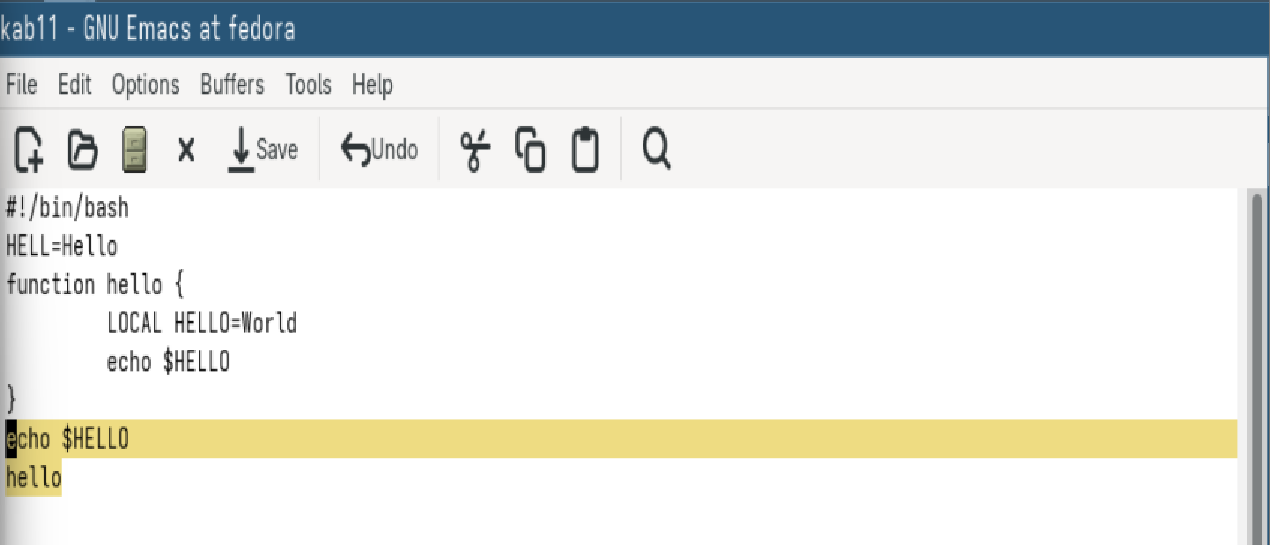 kab11 - GNU Emacs at fedora
File Edit Options Buffers Tools Help
Save Undo
#!/bin/bash
HELL=Hello
function hello {
        LOCAL HELLO=World
        echo $HELLO
}
echo $HELLO
hello